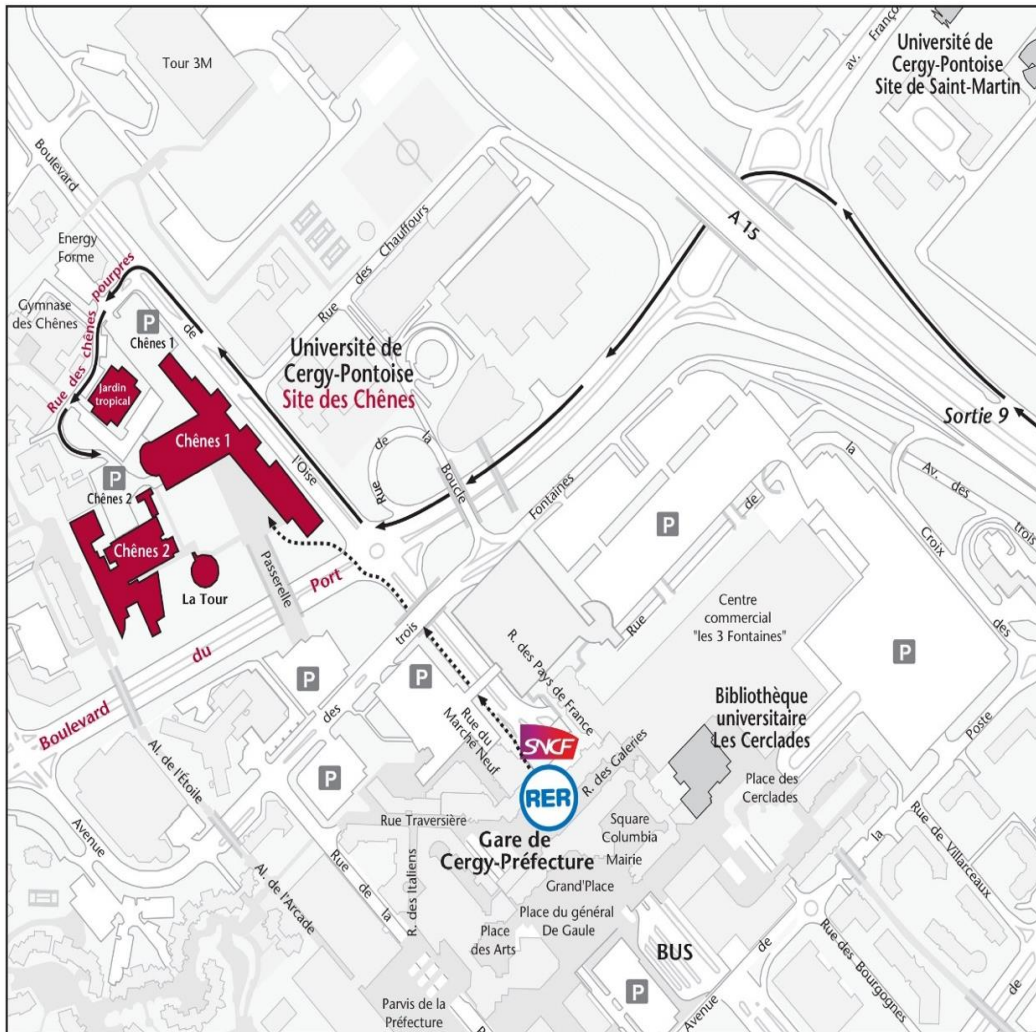 Tour 3M
Université de
Cergy-Pontoise
Site de Saint-Martin
av. François
Boulevard
de
l'Oise
A 15
Sortie 9
Energy
Forme
Gymnase
des Chênes
Rue des chênes pourpres
P
Chênes 1
Jardin
tropical
Rue des Chauffours
Université de
Cergy-Pontoise
Site des Chênes
Chênes 1
P
Chênes 2
Chênes 2
La Tour
Passerelle
Rue de la Boucle
Boulevard du Port
Av. des trois Fontaines
P
Rue de la Croix des
Av. des trois
Centre
commercial
"les 3 Fontaines"
P
P
P
P
R. des Pays de France
Rue du
Marché Neuf
SNCF
RER
R. des Galeries
Gare de
Cergy-Préfecture
Bibliothèque
universitaire
Les Cerclades
Place des
Cerclades
Square
Columbia
Mairie
Grand'Place
Place du général
De Gaule
Place
des Arts
Rue Traversière
R. des Italiens
Rue de la
Parvis de la
Préfecture
Al. de l'Étoile
Al. de l'Arcade
Avenue
BUS
P
Avenue de la Poste
Rue de Villarceaux
Rue des Bourgognes
de